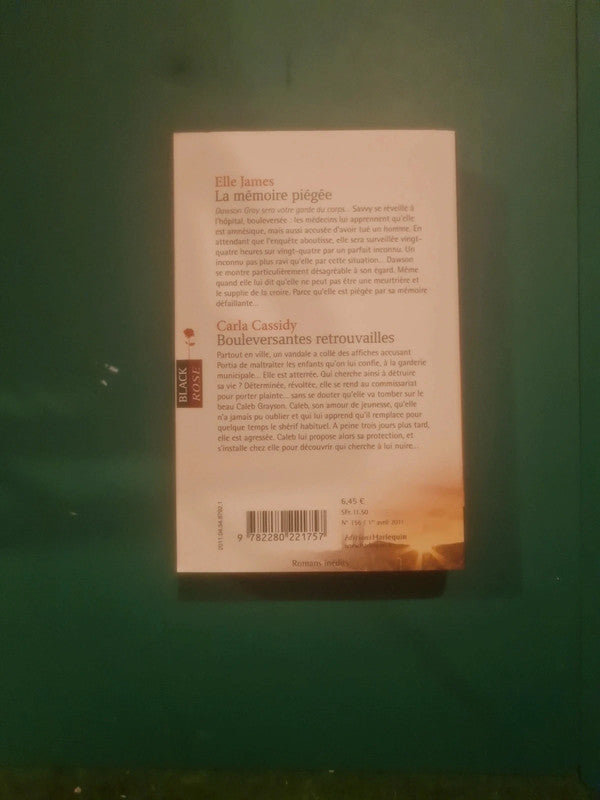 Elle James
La mémoire piégée
Dawson Gray sera votre garde du corps... Savvy se réveille à
l'hôpital, bouleversée : les médecins lui apprennent qu'elle
est amnésique, mais aussi accusée d'avoir tué un homme. En
attendant que l'enquête aboutisse, elle sera surveillée vingt-
quatre heures sur vingt-quatre par un parfait inconnu. Un
inconnu pas plus ravi qu'elle par cette situation... Dawson
se montre particulièrement désagréable à son égard. Même
quand elle lui dit qu'elle ne peut pas être une meurtrière et
le supplie de la croire. Parce qu'elle est piégée par sa mémoire
défaillante...
Carla Cassidy
Bouleversantes retrouvailles
Partout en ville, un vandale a collé des affiches accusant
Portia de maltraiter les enfants qu'on lui confie, à la garderie
municipale... Elle est atterrée. Qui cherche ainsi à détruire
sa vie ? Déterminée, révoltée, elle se rend au commissariat
pour porter plainte... sans se douter qu'elle va tomber sur le
beau Caleb Grayson. Caleb, son amour de jeunesse, qu'elle
n'a jamais pu oublier et qui lui apprend qu'il remplace pour
quelque temps le shérif habituel. A peine trois jours plus tard,
elle est agressée. Caleb lui propose alors sa protection, et
s'installe chez elle pour découvrir qui cherche à lui nuire...
BLACK
ROSE
2011.04.34.8702.1
9 782280 221757
6,45 €
SFr. 11.50
N° 156 / 1er avril 2011
éditions Harlequin
Romans inédits